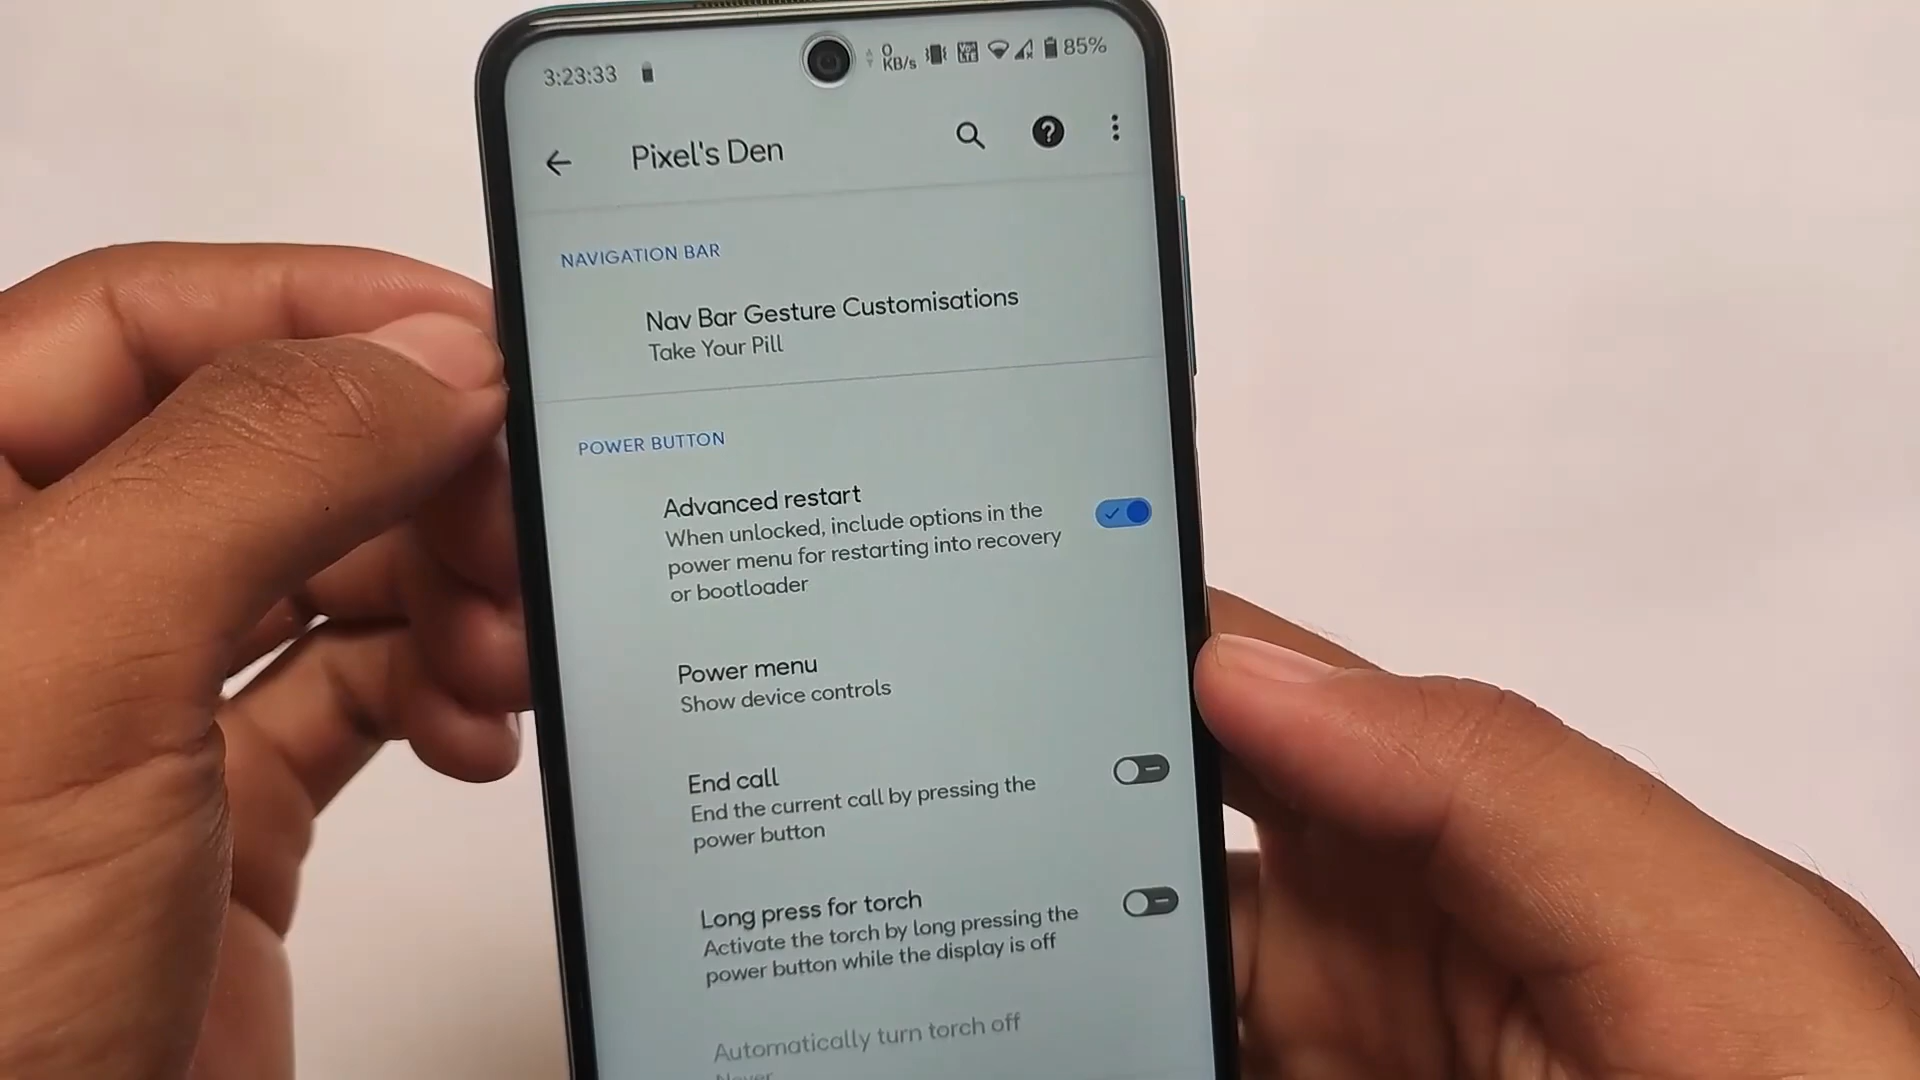 3:23:33
0
KB/s
Vo
LTE
85%
Pixel's Den
?
NAVIGATION BAR
Nav Bar Gesture Customisations
Take Your Pill
POWER BUTTON
Advanced restart
When unlocked, include options in the
power menu for restarting into recovery
or bootloader
Power menu
Show device controls
End call
End the current call by pressing the
power button
Long press for torch
Activate the torch by long pressing the
power button while the display is off
Automatically turn torch off
Never